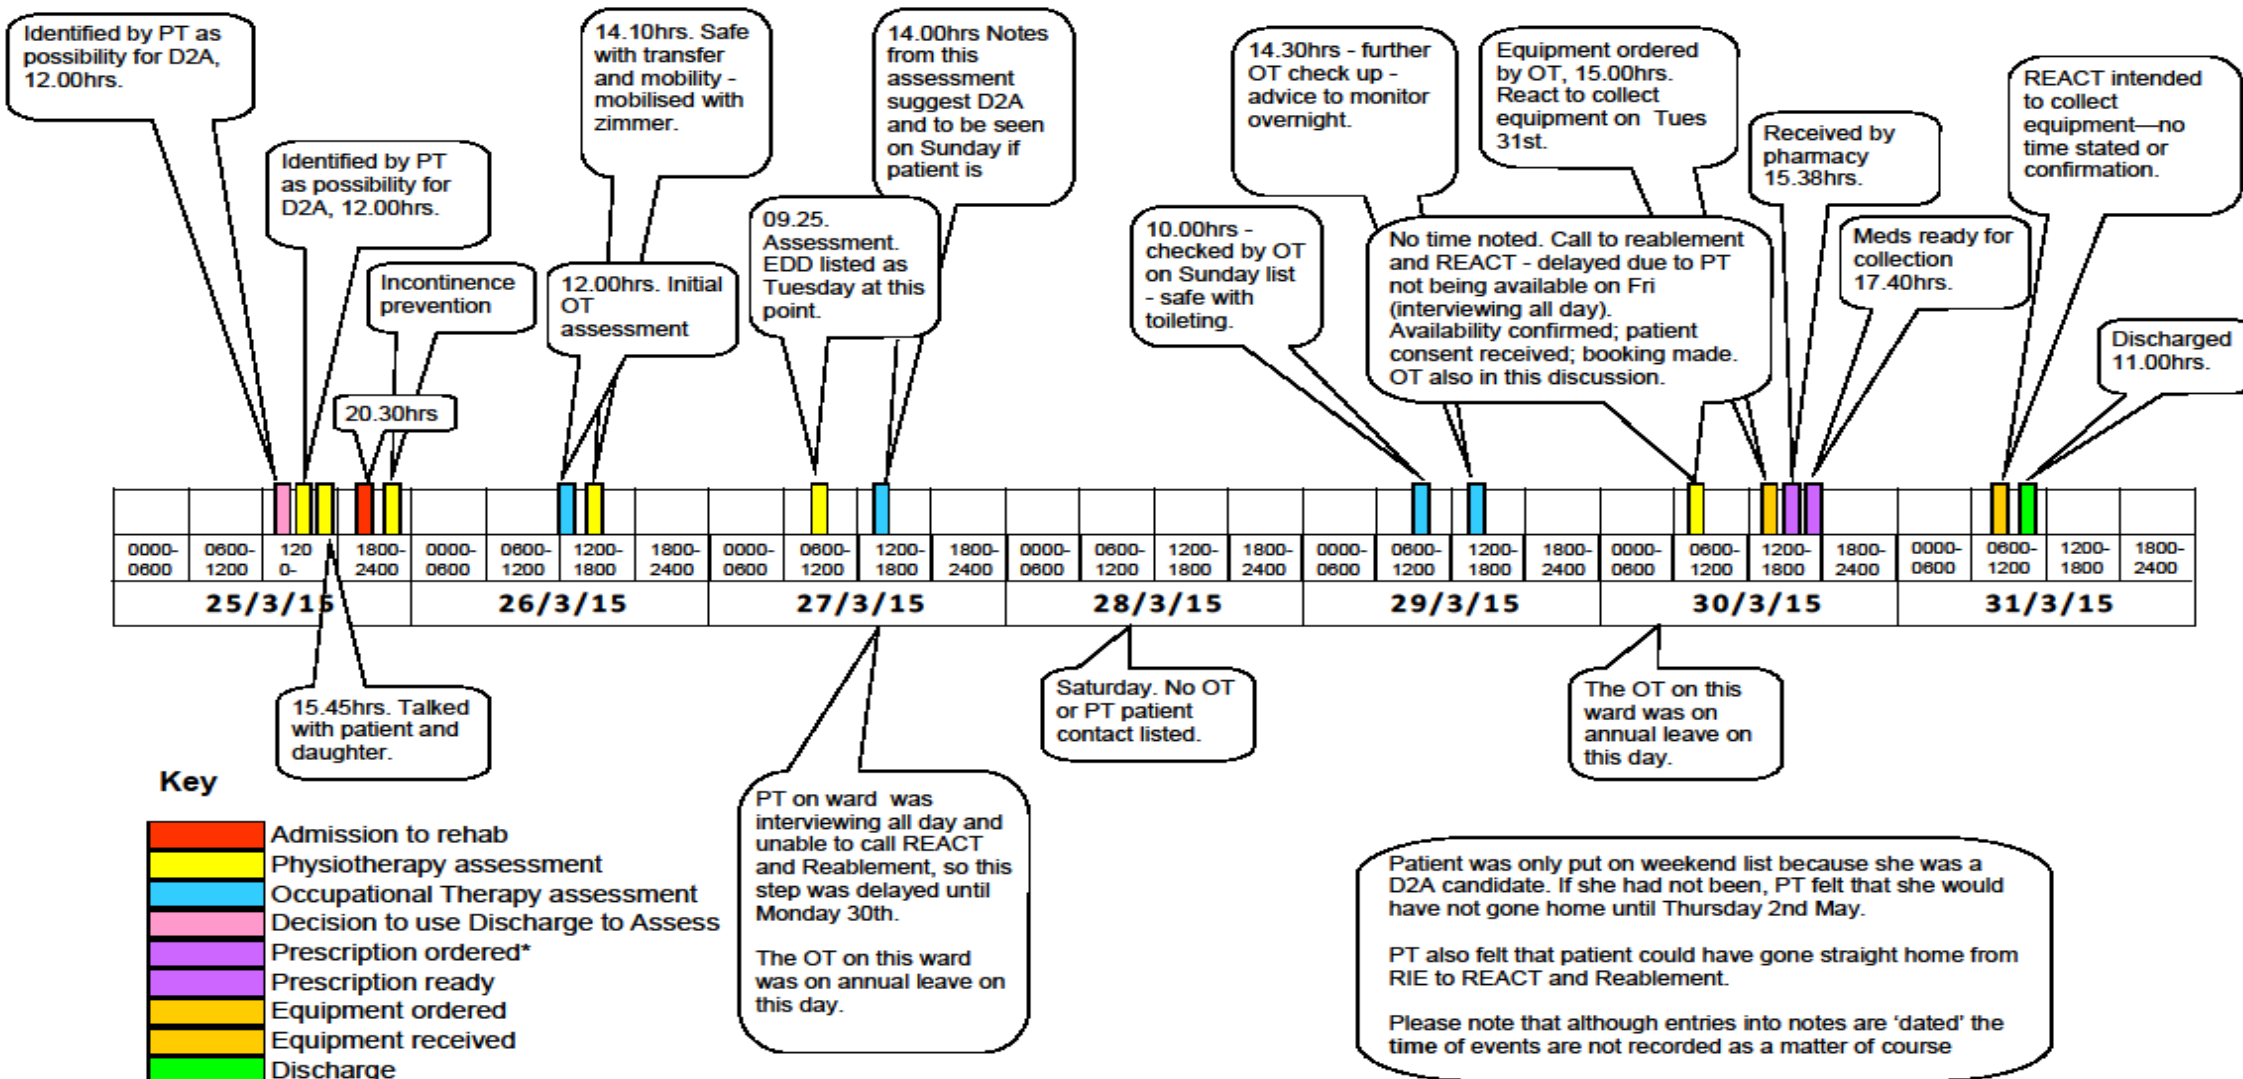 Identified by PT as
possibility for D2A,
12.00hrs.
Identified by PT
as possibility for
D2A, 12.00hrs.
Incontinence
prevention
20.30hrs
14.10hrs. Safe
with transfer
and mobility -
mobilised with
zimmer.
12.00hrs. Initial
OT
assessment
09.25.
Assessment.
EDD listed as
Tuesday at this
point.
14.00hrs Notes
from this
assessment
suggest D2A
and to be seen
on Sunday if
patient is
10.00hrs -
checked by OT
on Sunday list
- safe with
toileting.
14.30hrs - further
OT check up -
advice to monitor
overnight.
No time noted. Call to reablement
and REACT - delayed due to PT
not being available on Fri
(interviewing all day).
Availability confirmed; patient
consent received; booking made.
OT also in this discussion.
Equipment ordered
by OT, 15.00hrs.
React to collect
equipment on  Tues
31st.
Received by
pharmacy
15.38hrs.
Meds ready for
collection
17.40hrs.
REACT intended
to collect
equipment—no
time stated or
confirmation.
Discharged
11.00hrs.
0000- 0600- 120 1800- 0000- 0600- 1200- 1800- 0000- 0600- 1200- 1800- 0000- 0600- 1200- 1800- 0000- 0600- 1200- 1800- 0000- 0600- 1200- 1800- 0000- 0600- 1200- 1800-
0600 1200 0- 2400 0600 1200 1800 2400 0600 1200 1800 2400 0600 1200 1800 2400 0600 1200 1800 2400 0600 1200 1800 2400 0600 1200 1800 2400
25/3/15 26/3/15 27/3/15 28/3/15 29/3/15 30/3/15 31/3/15
15.45hrs. Talked
with patient and
daughter.
PT on ward  was
interviewing all day and
unable to call REACT
and Reablement, so this
step was delayed until
Monday 30th.
The OT on this ward
was on annual leave on
this day.
Saturday. No OT
or PT patient
contact listed.
The OT on this
ward was on
annual leave on
this day.
Key
Admission to rehab
Physiotherapy assessment
Occupational Therapy assessment
Decision to use Discharge to Assess
Prescription ordered*
Prescription ready
Equipment ordered
Equipment received
Discharge
Patient was only put on weekend list because she was a
D2A candidate. If she had not been, PT felt that she would
have not gone home until Thursday 2nd May.
PT also felt that patient could have gone straight home from
RIE to REACT and Reablement.
Please note that although entries into notes are ‘dated’ the
time of events are not recorded as a matter of course